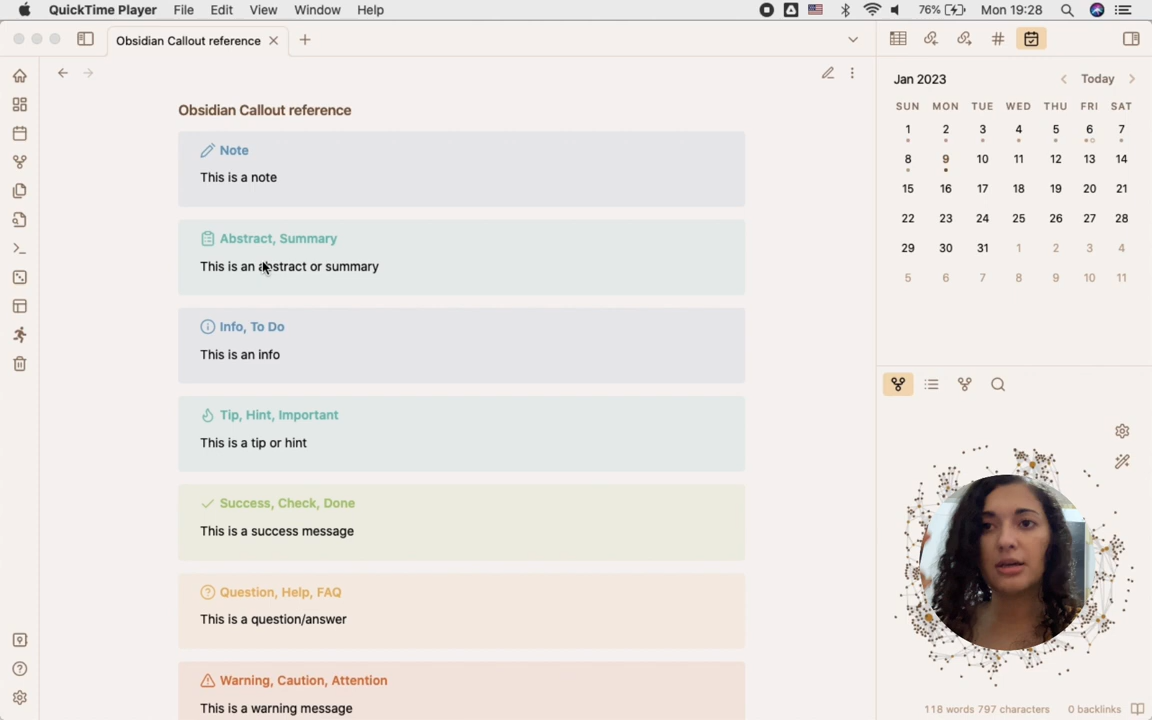 QuickTime Player File Edit View Window Help 76% Mon 19:28
Obsidian Callout reference
Obsidian Callout reference
Note
This is a note
Abstract, Summary
This is an abstract or summary
Info, To Do
This is an info
Tip, Hint, Important
This is a tip or hint
Success, Check, Done
This is a success message
Question, Help, FAQ
This is a question/answer
Warning, Caution, Attention
This is a warning message
Jan 2023 Today
SUN MON TUE WED THU FRI SAT
1 2 3 4 5 6 7
8 9 10 11 12 13 14
15 16 17 18 19 20 21
22 23 24 25 26 27 28
29 30 31 1 2 3 4
5 6 7 8 9 10 11
118 words 797 characters 0 backlinks